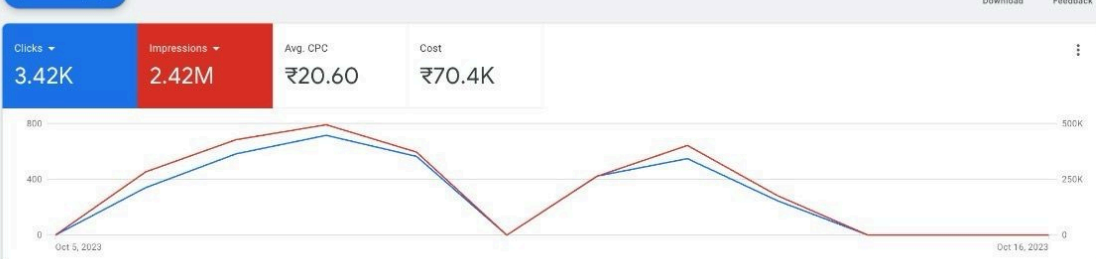 Download Feedback
Clicks Impressions Avg. CPC Cost
3.42K 2.42M ₹20.60 ₹70.4K
800 500K
400 250K
0 0
Oct 5, 2023 Oct 16, 2023